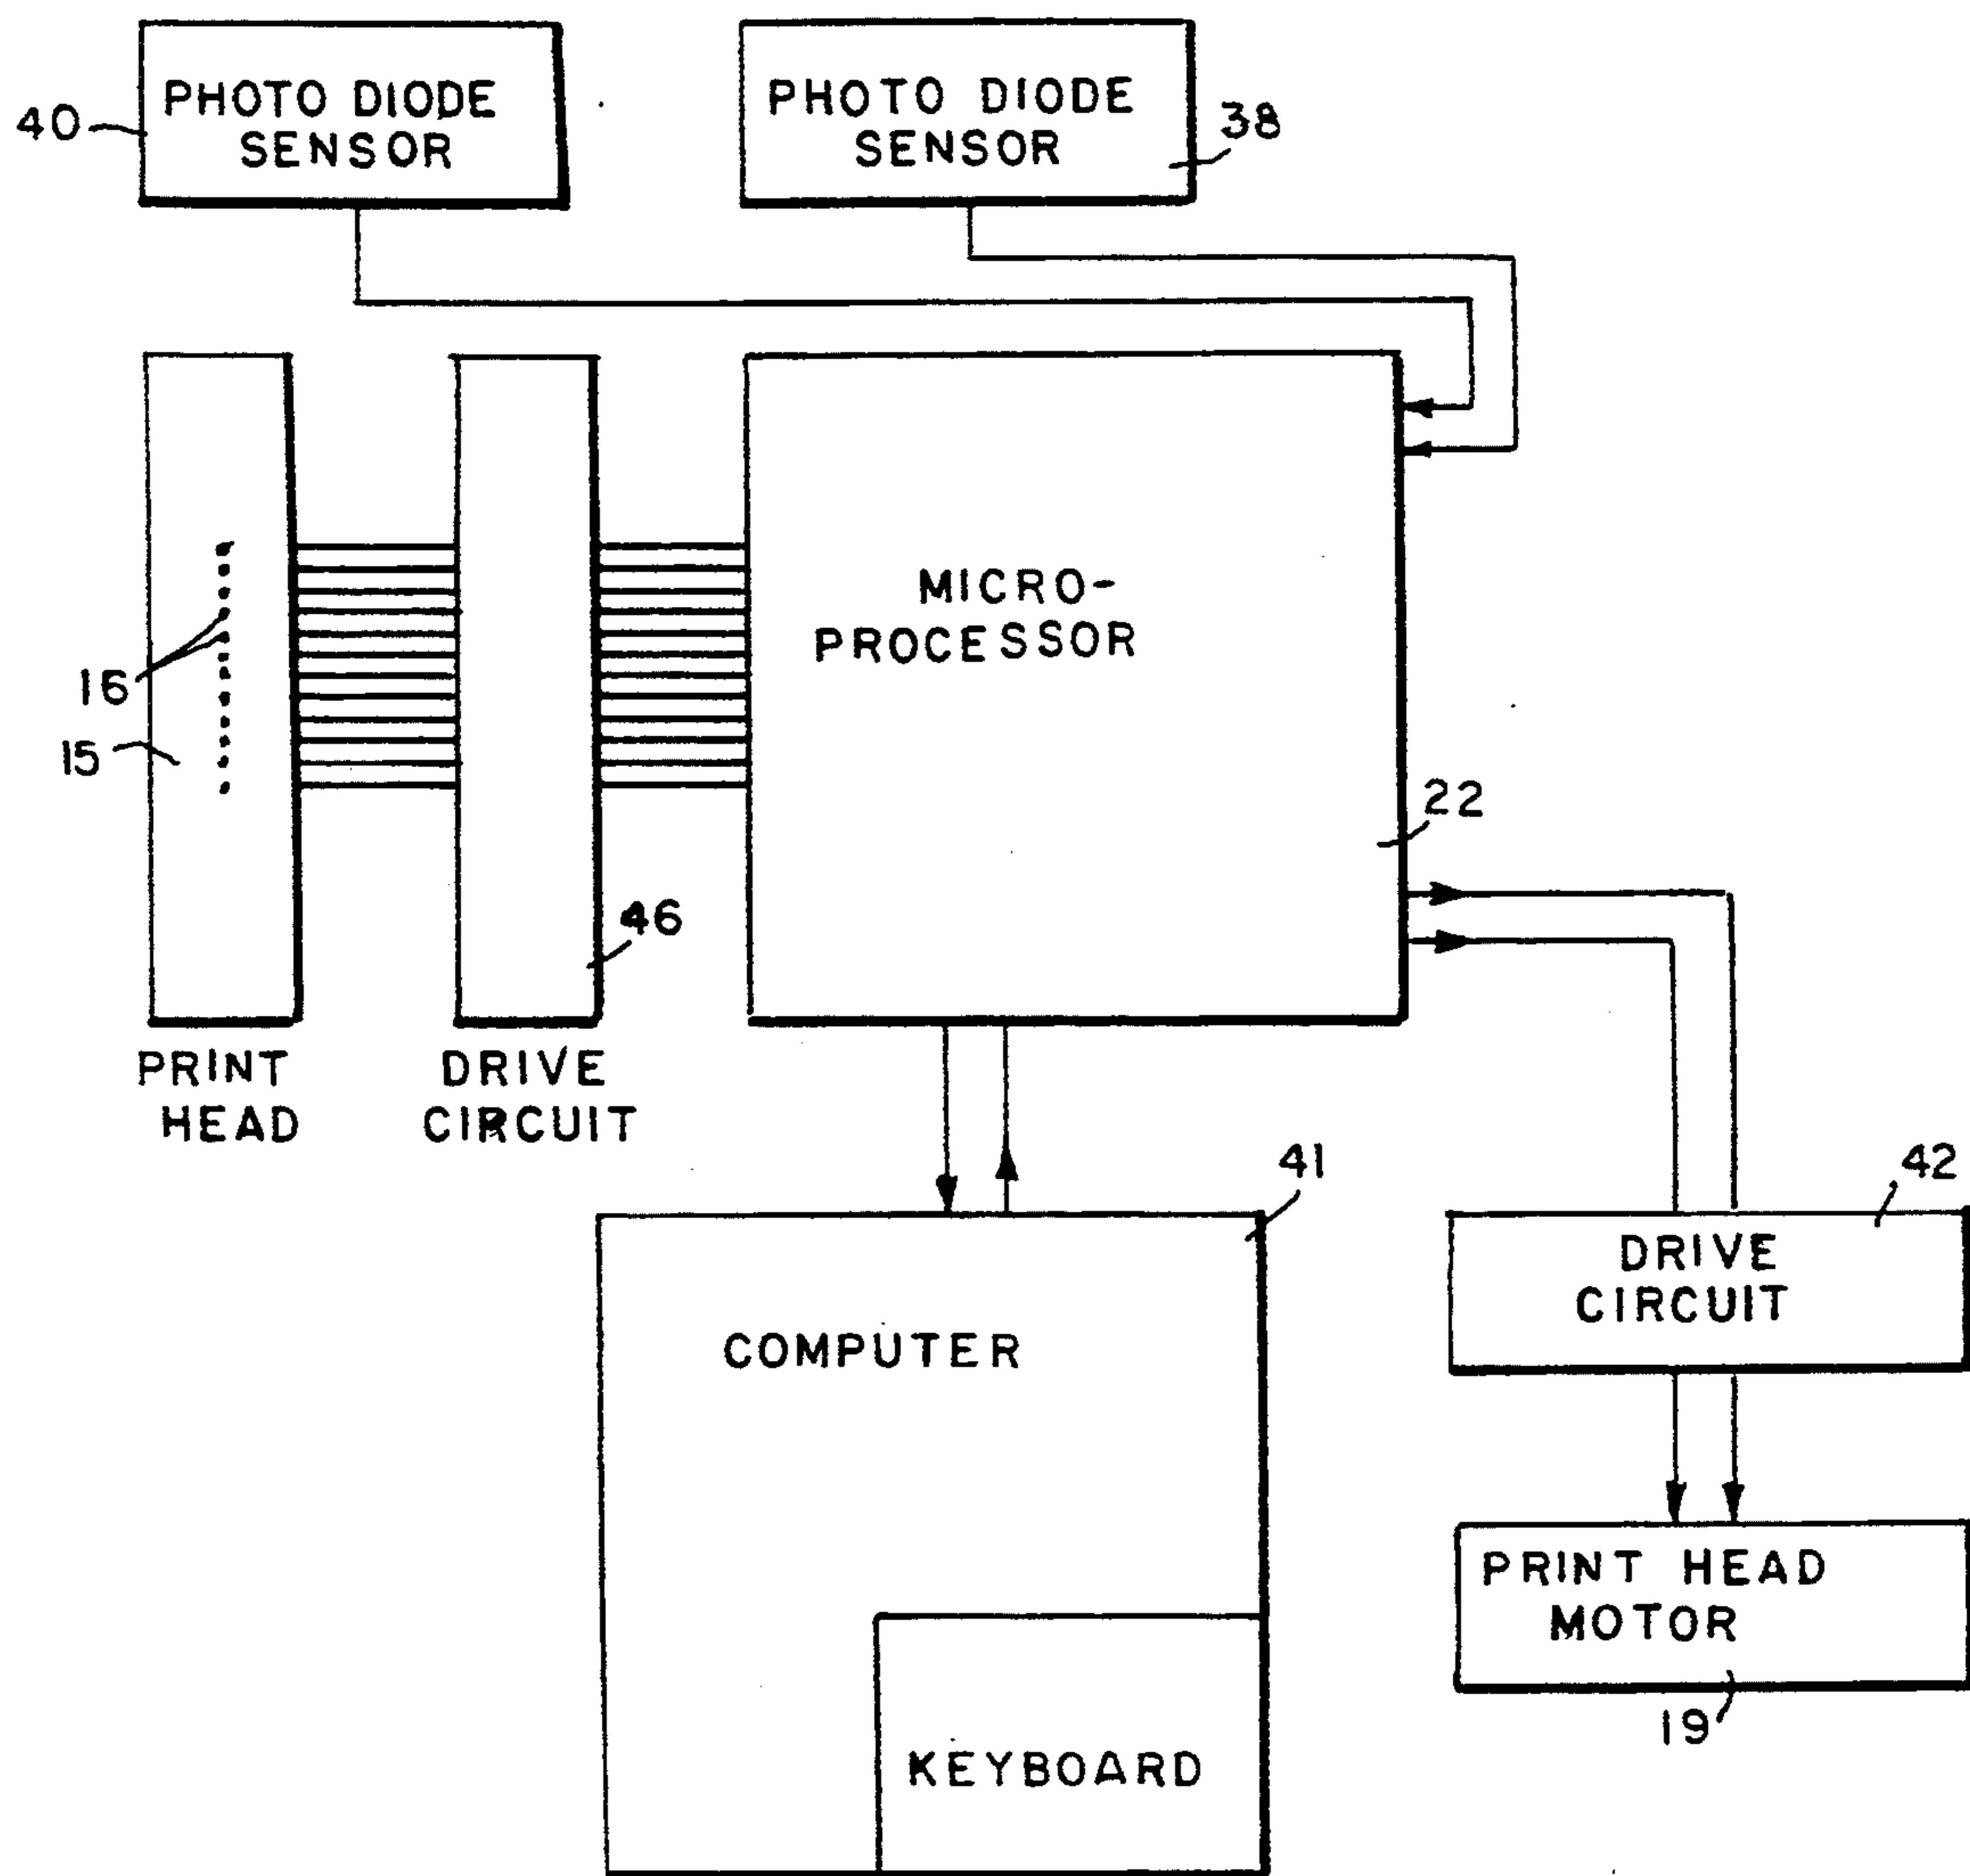 PHOTO DIODE
SENSOR
40
PHOTO DIODE
SENSOR
38
MICRO-
PROCESSOR
16
15
22
46
PRINT
HEAD
DRIVE
CIRCUIT
41
42
COMPUTER
DRIVE
CIRCUIT
PRINT HEAD
MOTOR
19
KEYBOARD